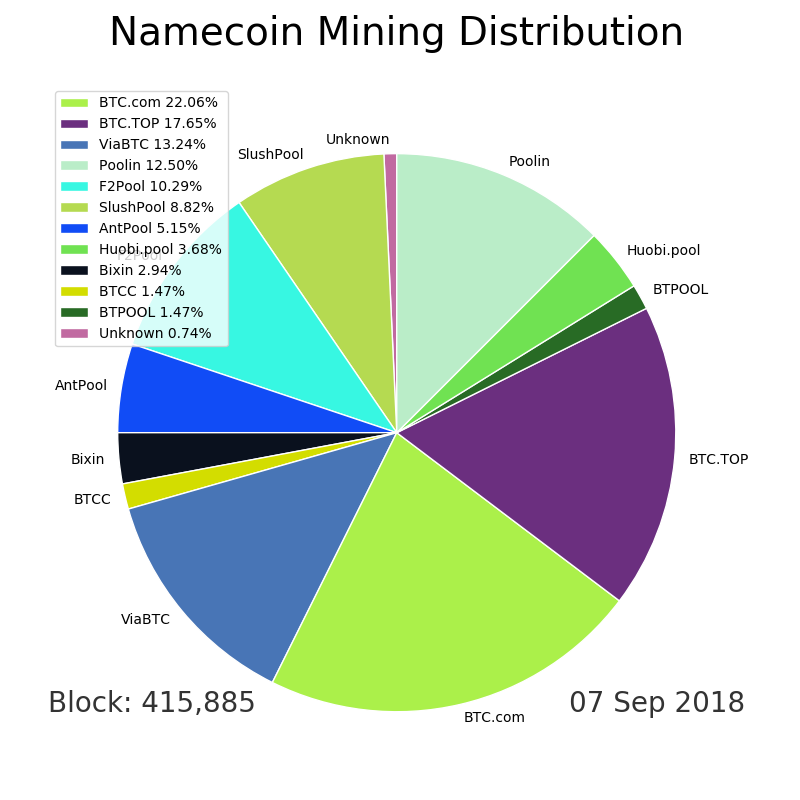 Namecoin Mining Distribution
BTC.com 22.06%
BTC.TOP 17.65%
ViaBTC 13.24%
Poolin 12.50%
F2Pool 10.29%
SlushPool 8.82%
AntPool 5.15%
Huobi.pool 3.68%
Bixin 2.94%
BTCC 1.47%
BTPOOL 1.47%
Unknown 0.74%
Unknown
SlushPool
Poolin
F2Pool
Huobi.pool
BTPOOL
AntPool
BTC.TOP
Bixin
BTCC
ViaBTC
BTC.com
Block: 415,885
07 Sep 2018